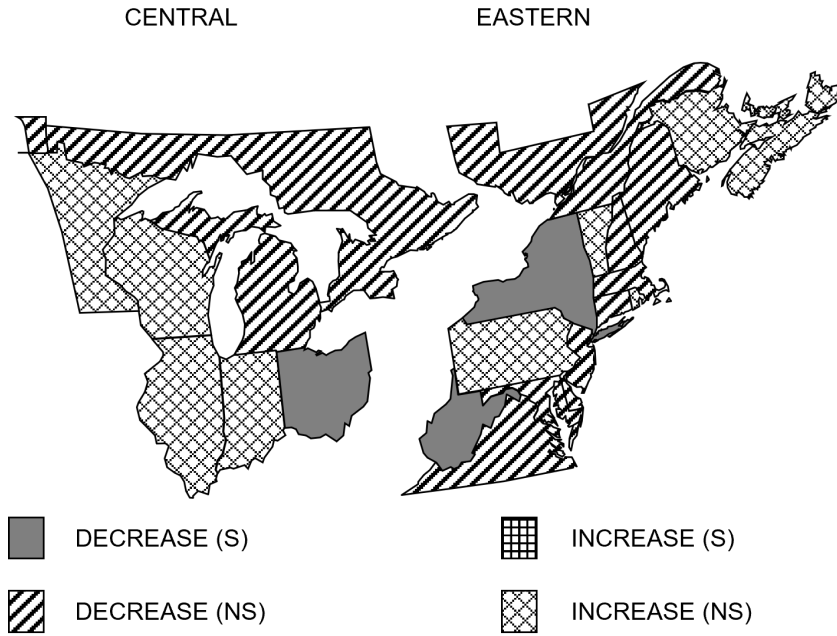 CENTRAL
EASTERN
DECREASE (S)
INCREASE (S)
DECREASE (NS)
INCREASE (NS)